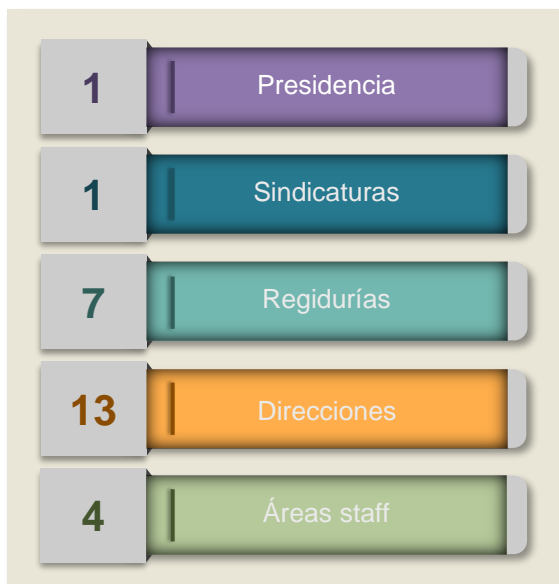 1 Presidencia
1 Sindicaturas
7 Regidurías
13 Direcciones
4 Áreas staff